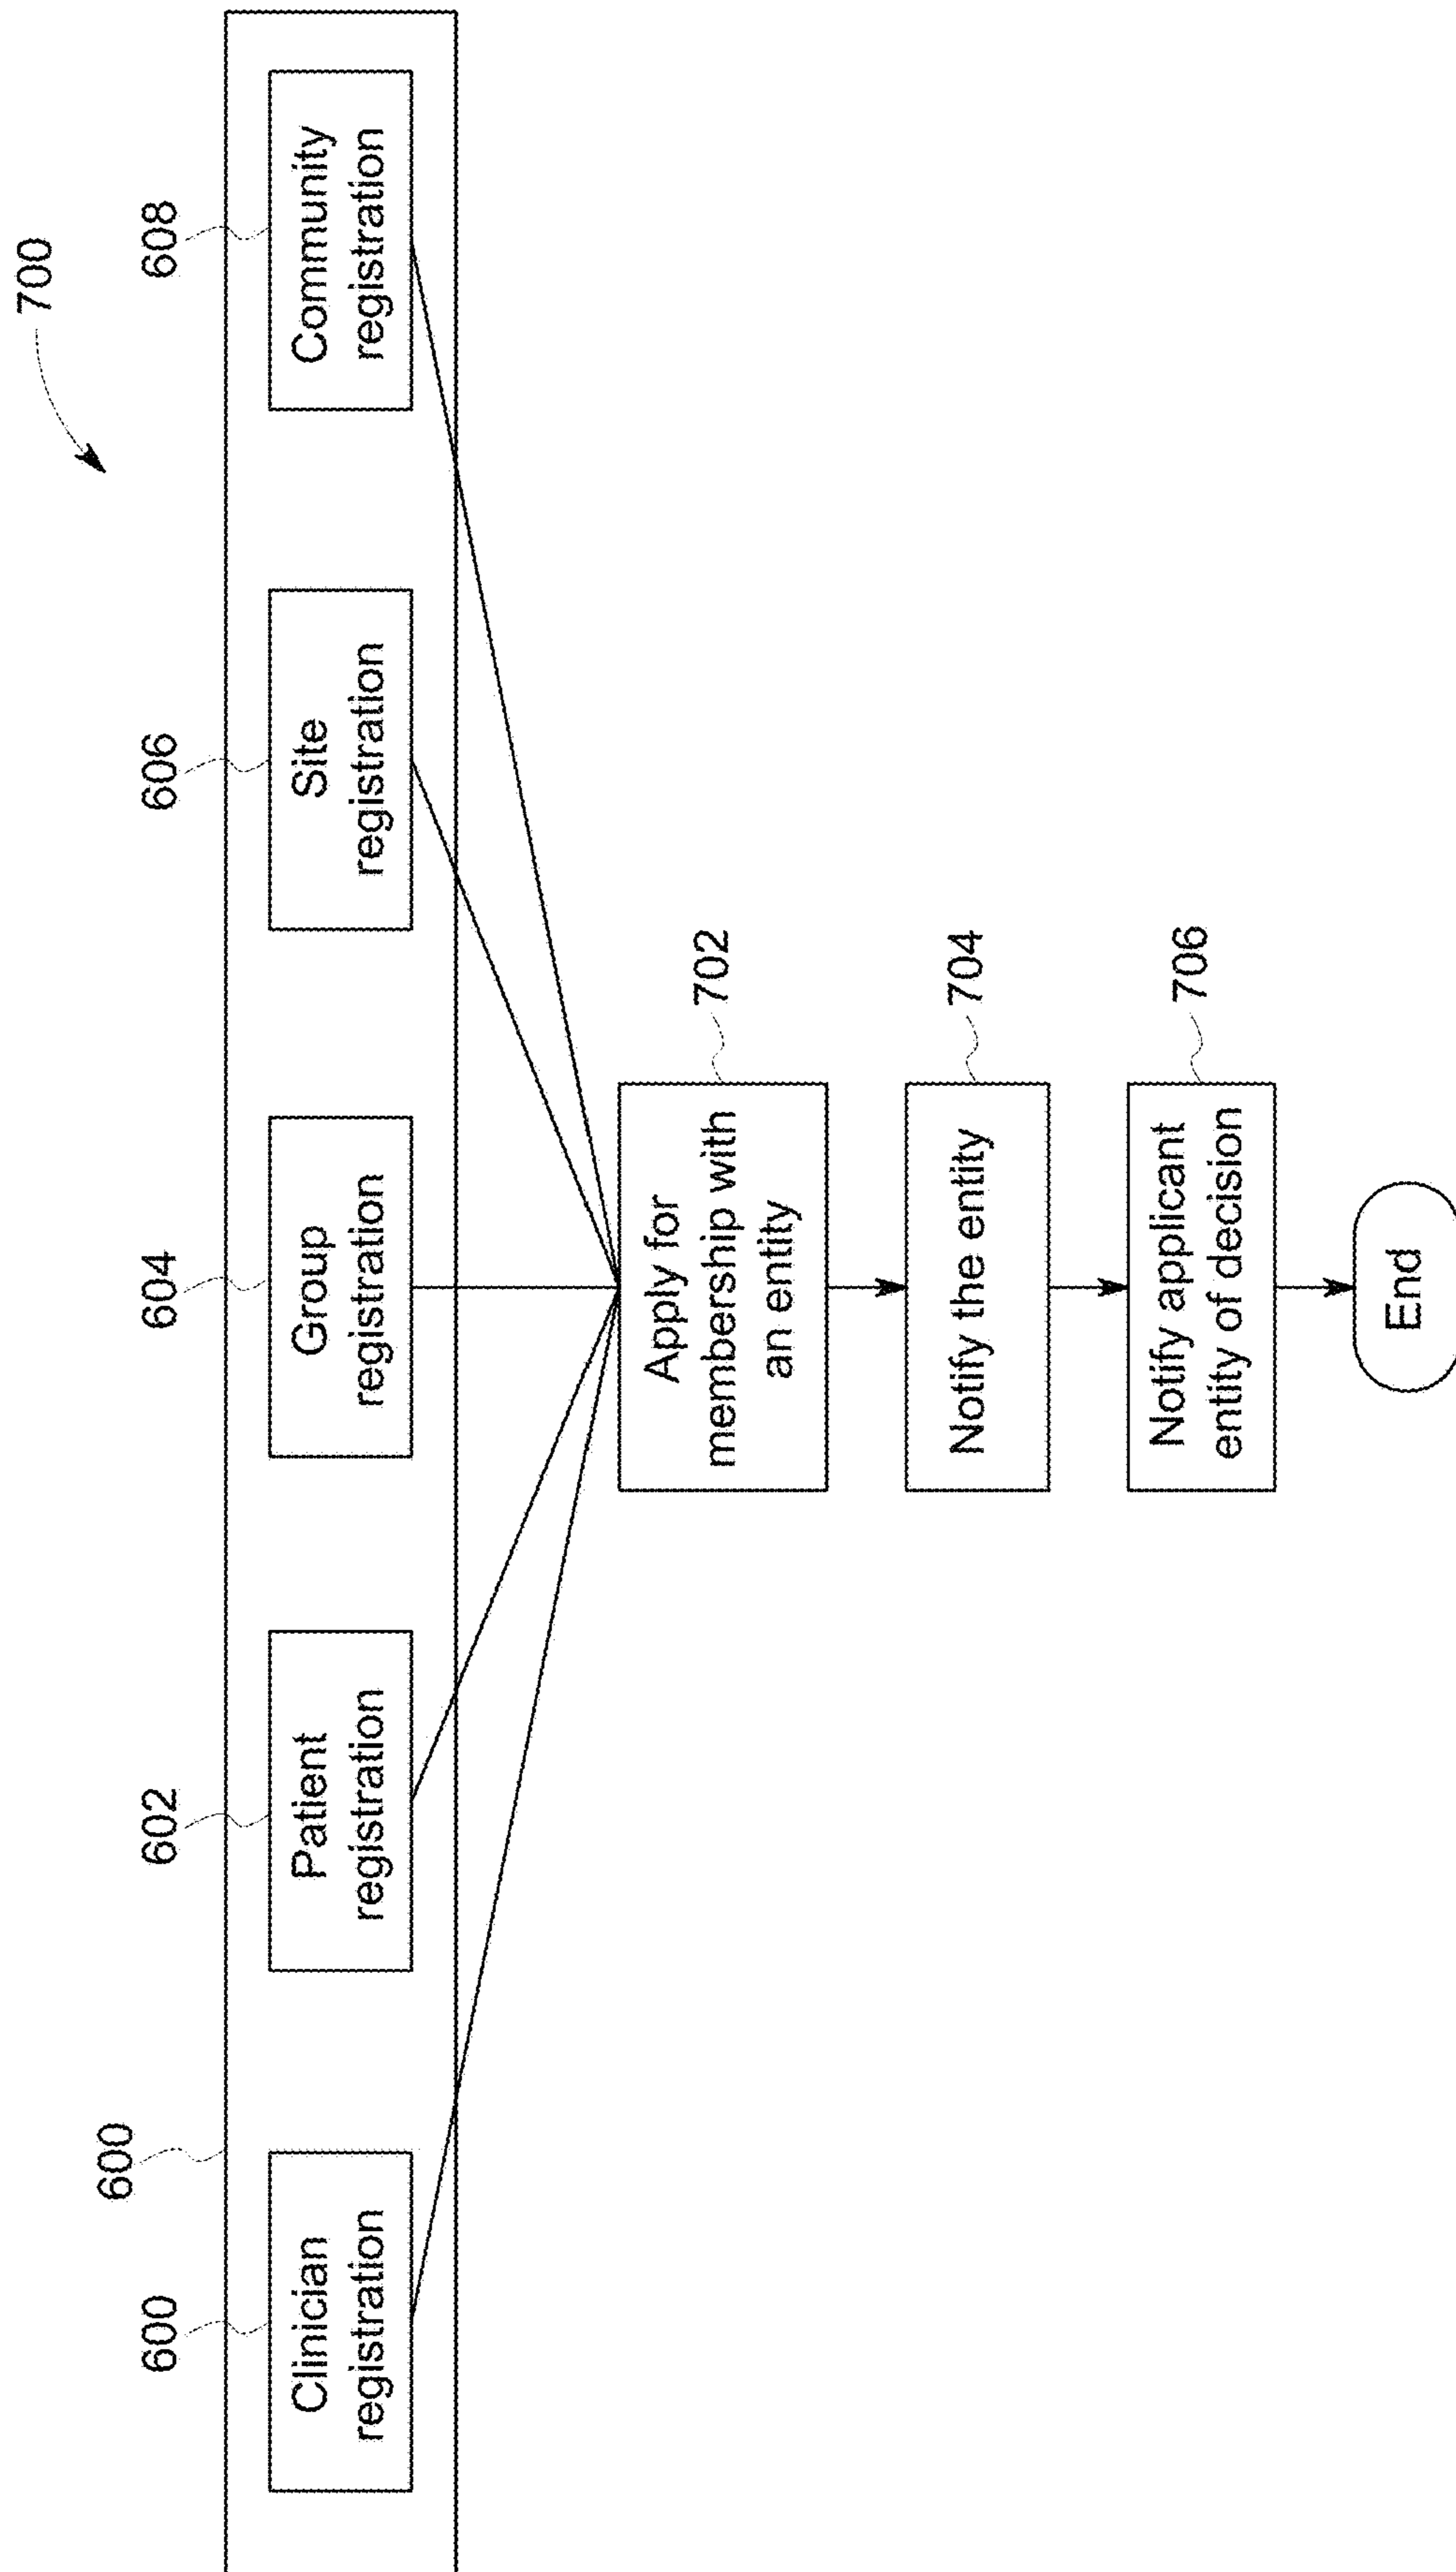 700
600
600
602
604
606
608
Clinician
registration
Patient
registration
Group
registration
Site
registration
Community
registration
Apply for
membership with
an entity
702
Notify the entity
704
Notify applicant
entity of decision
706
End